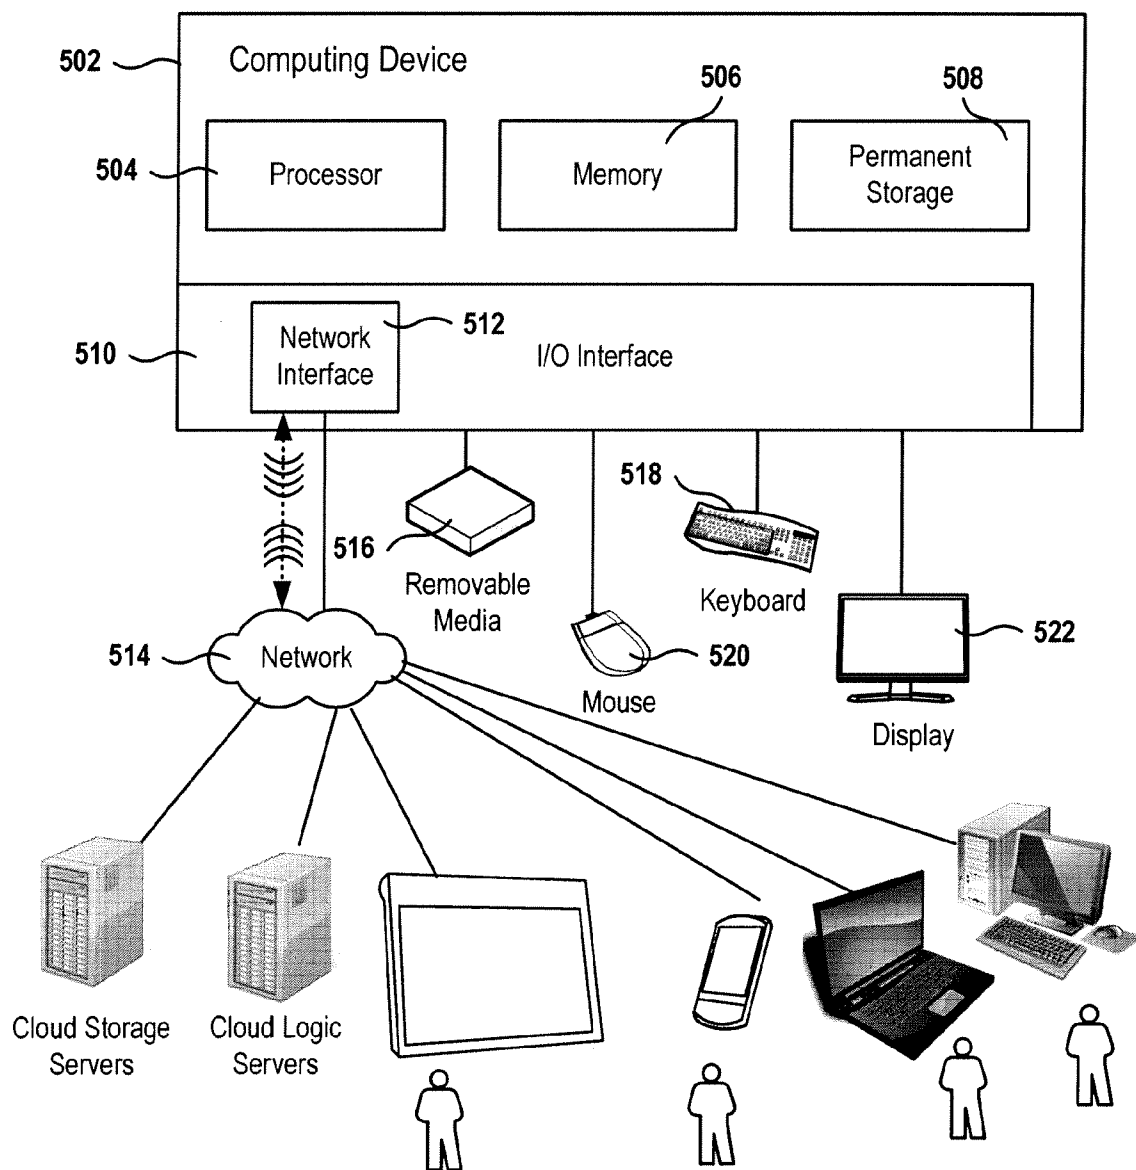 502
Computing Device
506
508
504
Processor
Memory
Permanent
Storage
510
Network
Interface
512
I/O Interface
518
516
Removable
Media
Keyboard
514
Network
520
Mouse
522
Display
Cloud Storage
Servers
Cloud Logic
Servers